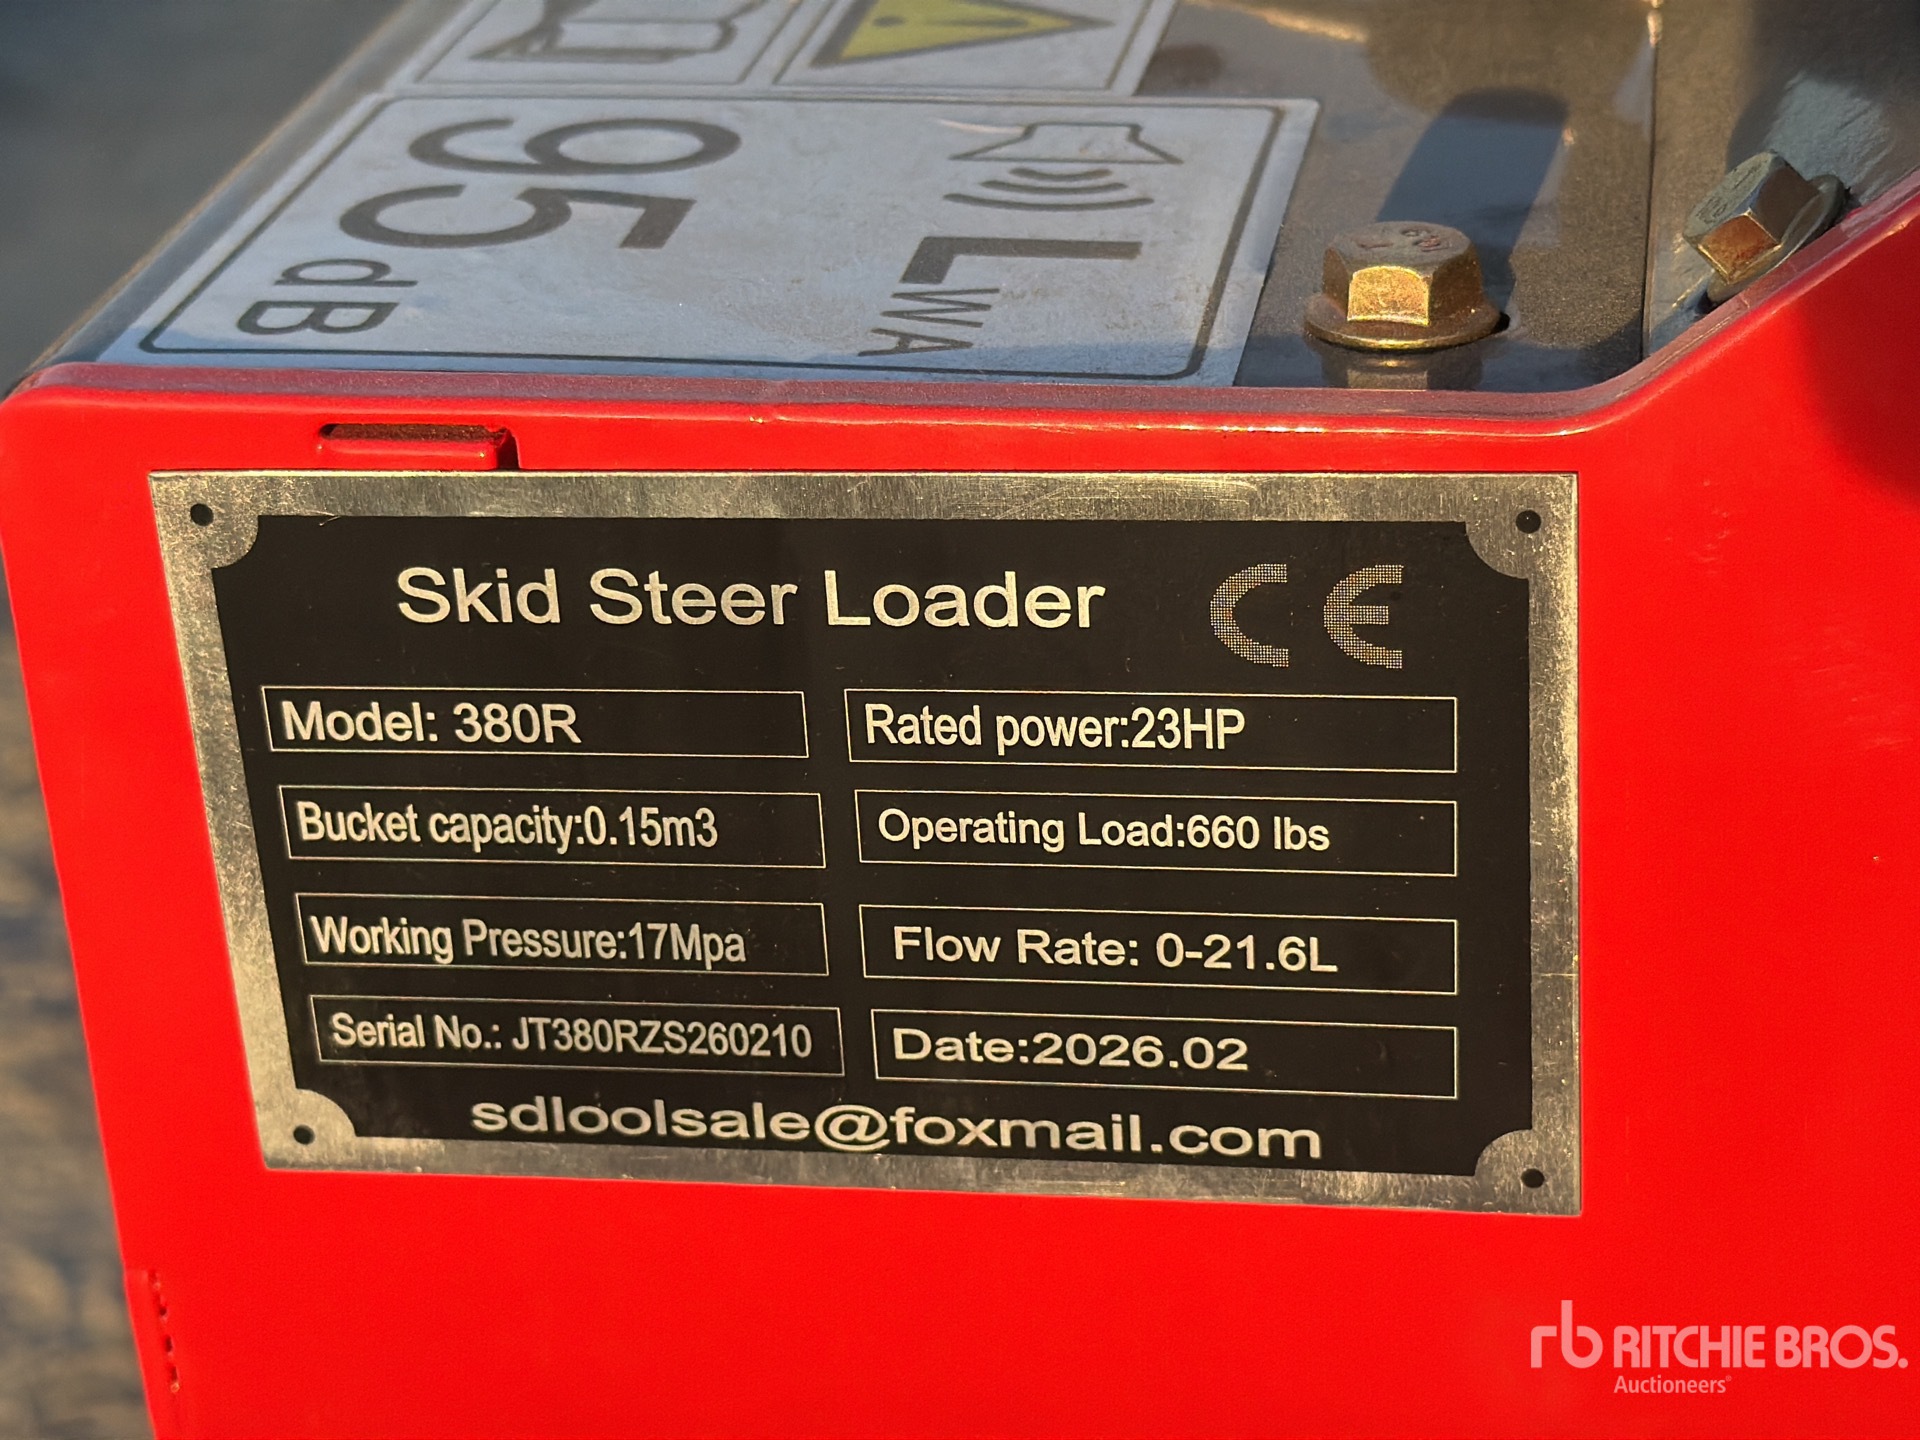 95
dB
LWA
Skid Steer Loader CE
Model: 380R
Rated power:23HP
Bucket capacity:0.15m3
Operating Load:660 lbs
Working Pressure:17Mpa
Flow Rate: 0-21.6L
Serial No.: JT380RZS260210
Date:2026.02
sdloolsale@foxmail.com
rb RITCHIE BROS.
Auctioneers